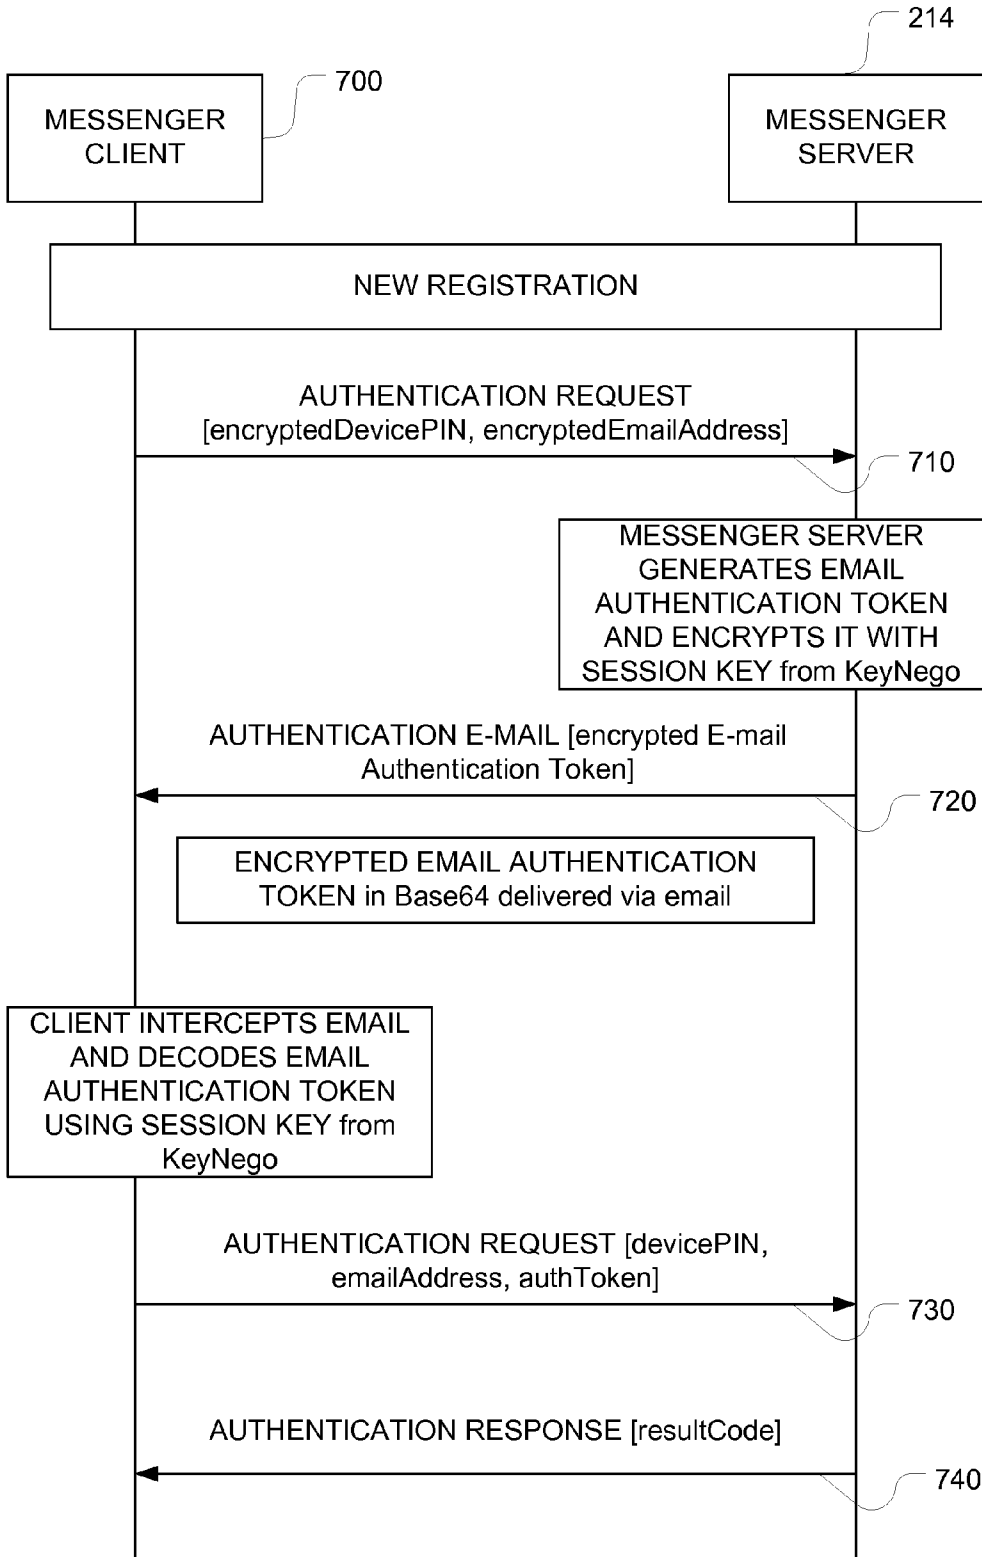 214
700
MESSENGER
CLIENT
MESSENGER
SERVER
NEW REGISTRATION
AUTHENTICATION REQUEST
[encryptedDevicePIN, encryptedEmailAddress]
710
MESSENGER SERVER
GENERATES EMAIL
AUTHENTICATION TOKEN
AND ENCRYPTS IT WITH
SESSION KEY from KeyNego
AUTHENTICATION E-MAIL [encrypted E-mail
Authentication Token]
720
ENCRYPTED EMAIL AUTHENTICATION
TOKEN in Base64 delivered via email
CLIENT INTERCEPTS EMAIL
AND DECODES EMAIL
AUTHENTICATION TOKEN
USING SESSION KEY from
KeyNego
AUTHENTICATION REQUEST [devicePIN,
emailAddress, authToken]
730
AUTHENTICATION RESPONSE [resultCode]
740